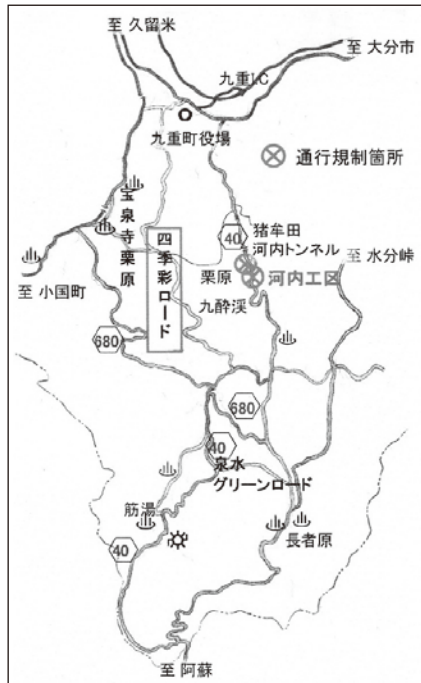 至 久留米
至 大分市
九重I.C
九重町役場
通行規制箇所
宝泉寺栗原
四季彩ロード
40
猪牟田
河内トンネル
至 水分峠
栗原
河内工区
九酔渓
至 小国町
680
680
40
泉水
グリーンロード
筋湯
長者原
40
至 阿蘇